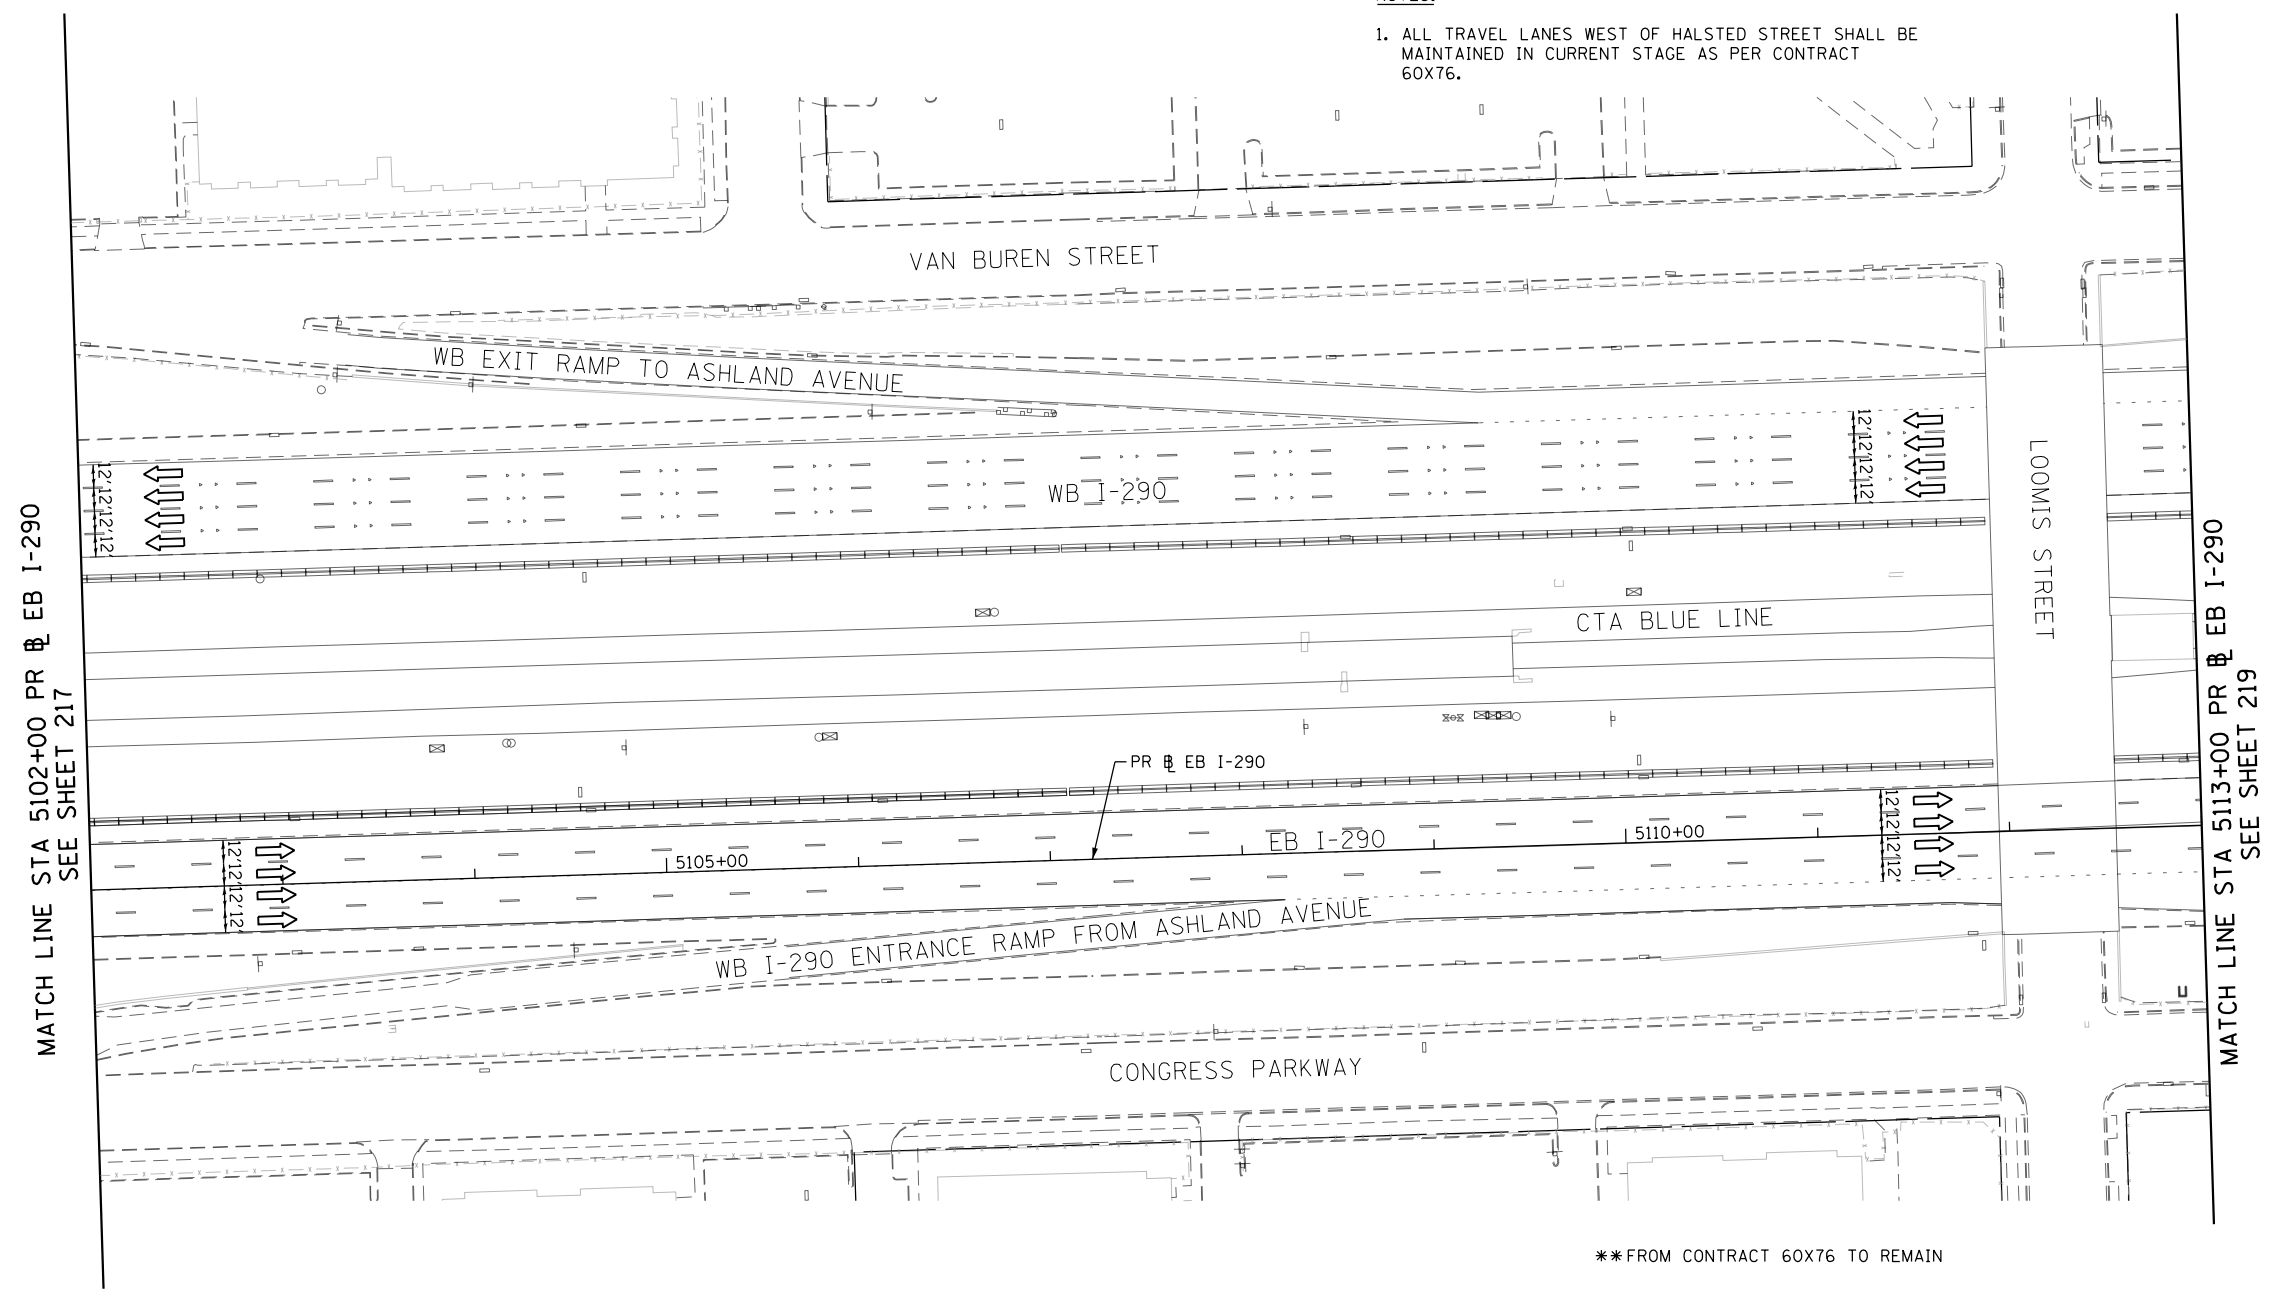 1. ALL TRAVEL LANES WEST OF HALSTED STREET SHALL BE
MAINTAINED IN CURRENT STAGE AS PER CONTRACT
60X76.
VAN BUREN STREET
WB EXIT RAMP TO ASHLAND AVENUE
12' 12' 12' 12'
12' 12' 12' 12'
WB I-290
LOOMIS STREET
CTA BLUE LINE
MATCH LINE STA 5102+00 PR BL EB I-290
SEE SHEET 217
MATCH LINE STA 5113+00 PR BL EB I-290
SEE SHEET 219
PR BL EB I-290
12' 12' 12' 12'
12' 12' 12' 12'
EB I-290
5105+00
5110+00
WB I-290 ENTRANCE RAMP FROM ASHLAND AVENUE
CONGRESS PARKWAY
**FROM CONTRACT 60X76 TO REMAIN